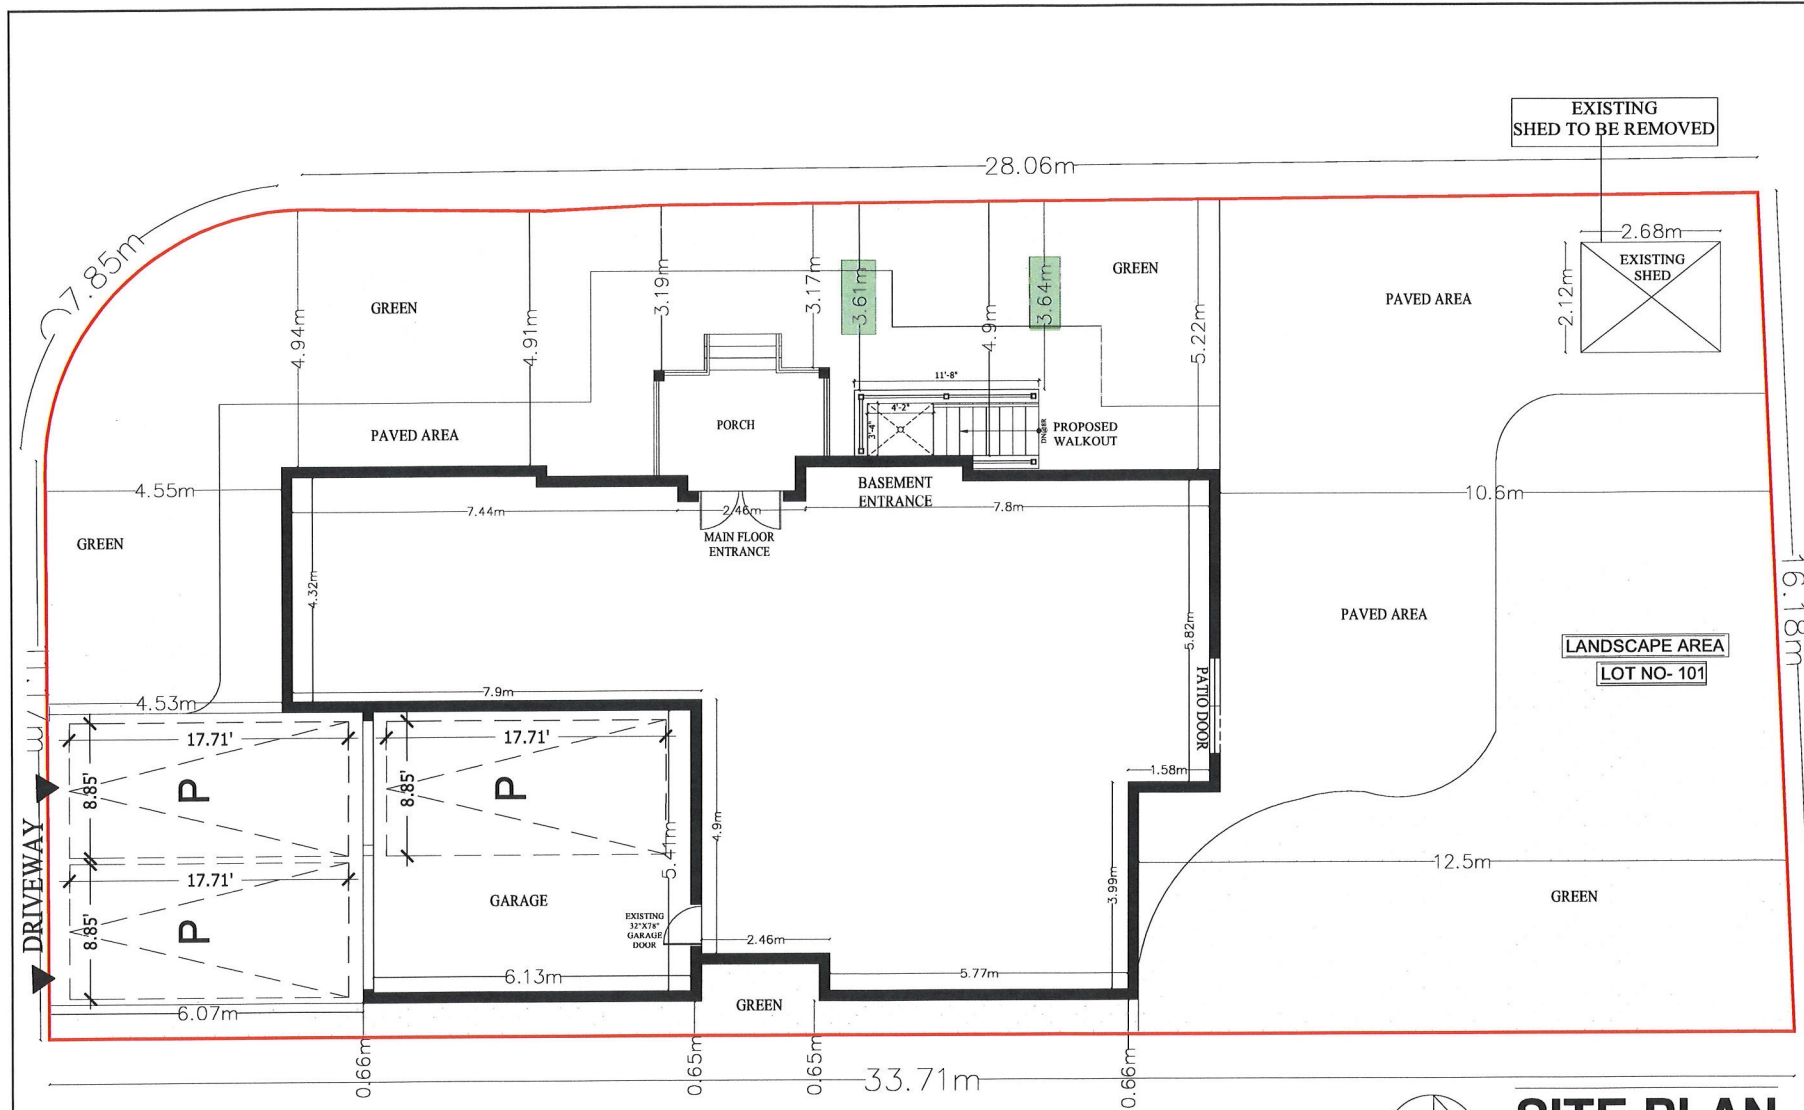 EXISTING
SHED TO BE REMOVED
28.06m
7.85m
2.68m
EXISTING
SHED
2.12m
GREEN
PAVED AREA
GREEN
4.94m
4.91m
3.19m
3.17m
3.61m
4.9m
3.64m
5.22m
11'-8"
4'-2"
3'-4"
PORCH
PROPOSED
WALKOUT
PAVED AREA
BASEMENT
ENTRANCE
4.55m
7.44m
2.46m
7.8m
10.6m
MAIN FLOOR
ENTRANCE
GREEN
4.32m
5.82m
16.18m
PAVED AREA
LANDSCAPE AREA
LOT NO- 101
PATIO DOOR
4.53m
7.9m
17.71'
8.85'
P
17.71'
8.85'
P
1.58m
DRIVEWAY
17.71'
8.85'
P
5.41m
4.9m
3.99m
12.5m
GREEN
GARAGE
EXISTING
32"X78"
GARAGE
DOOR
2.46m
6.13m
5.77m
GREEN
6.07m
0.66m
0.65m
0.65m
0.66m
33.71m
SITE PLAN